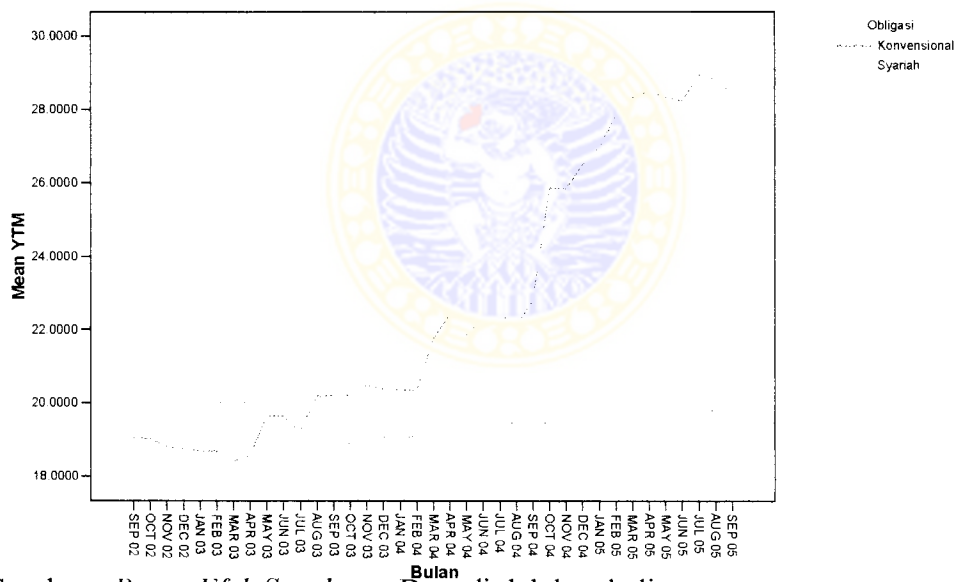 Obligasi
Konvensional
Syariah
Mean YTM
30.0000
28.0000
26.0000
24.0000
22.0000
20.0000
18.0000
SEP 02
OCT 02
NOV 02
DEC 02
JAN 03
FEB 03
MAR 03
APR 03
MAY 03
JUN 03
JUL 03
AUG 03
SEP 03
OCT 03
NOV 03
DEC 03
JAN 04
FEB 04
MAR 04
APR 04
MAY 04
JUN 04
JUL 04
AUG 04
SEP 04
OCT 04
NOV 04
DEC 04
JAN 05
FEB 05
MAR 05
APR 05
MAY 05
JUN 05
JUL 05
AUG 05
SEP 05
Bulan